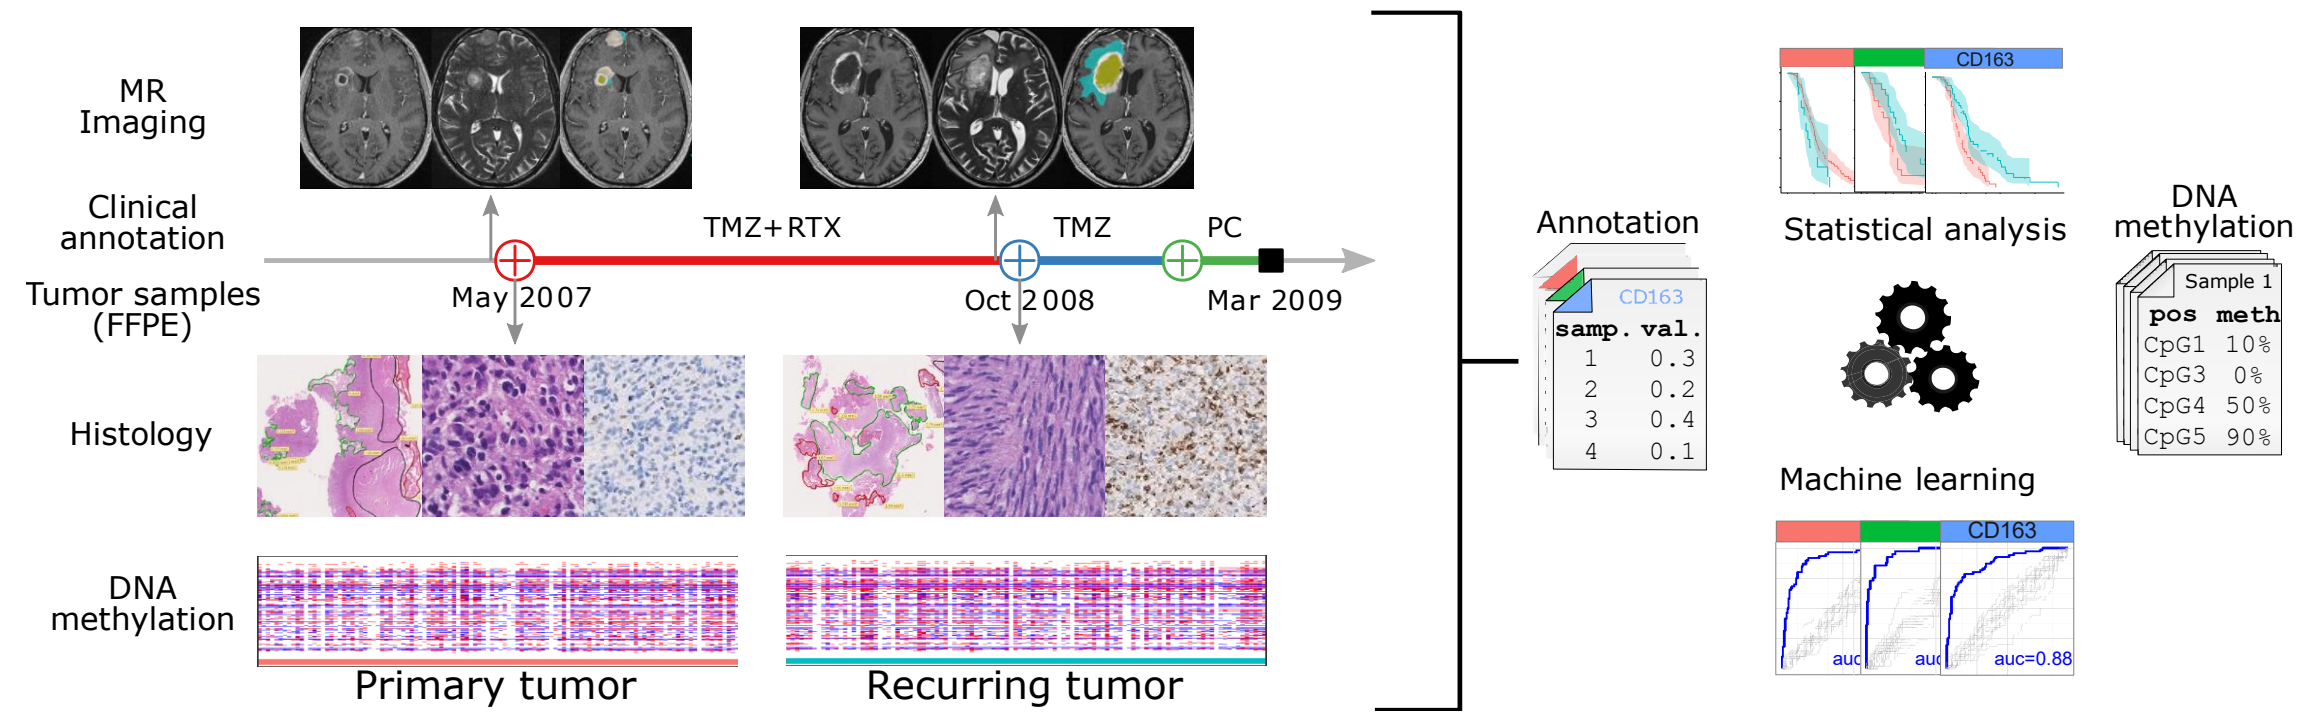 MR
Imaging
Clinical
annotation
Tumor samples
(FFPE)
Histology
DNA
methylation
TMZ+RTX
TMZ
PC
May 2007
Oct 2008
Mar 2009
Primary tumor
Recurring tumor
Annotation
CD163
samp. val.
1 0.3
2 0.2
3 0.4
4 0.1
CD163
Statistical analysis
Machine learning
CD163
auc
auc
auc=0.88
DNA
methylation
Sample 1
pos meth
CpG1 10%
CpG3 0%
CpG4 50%
CpG5 90%